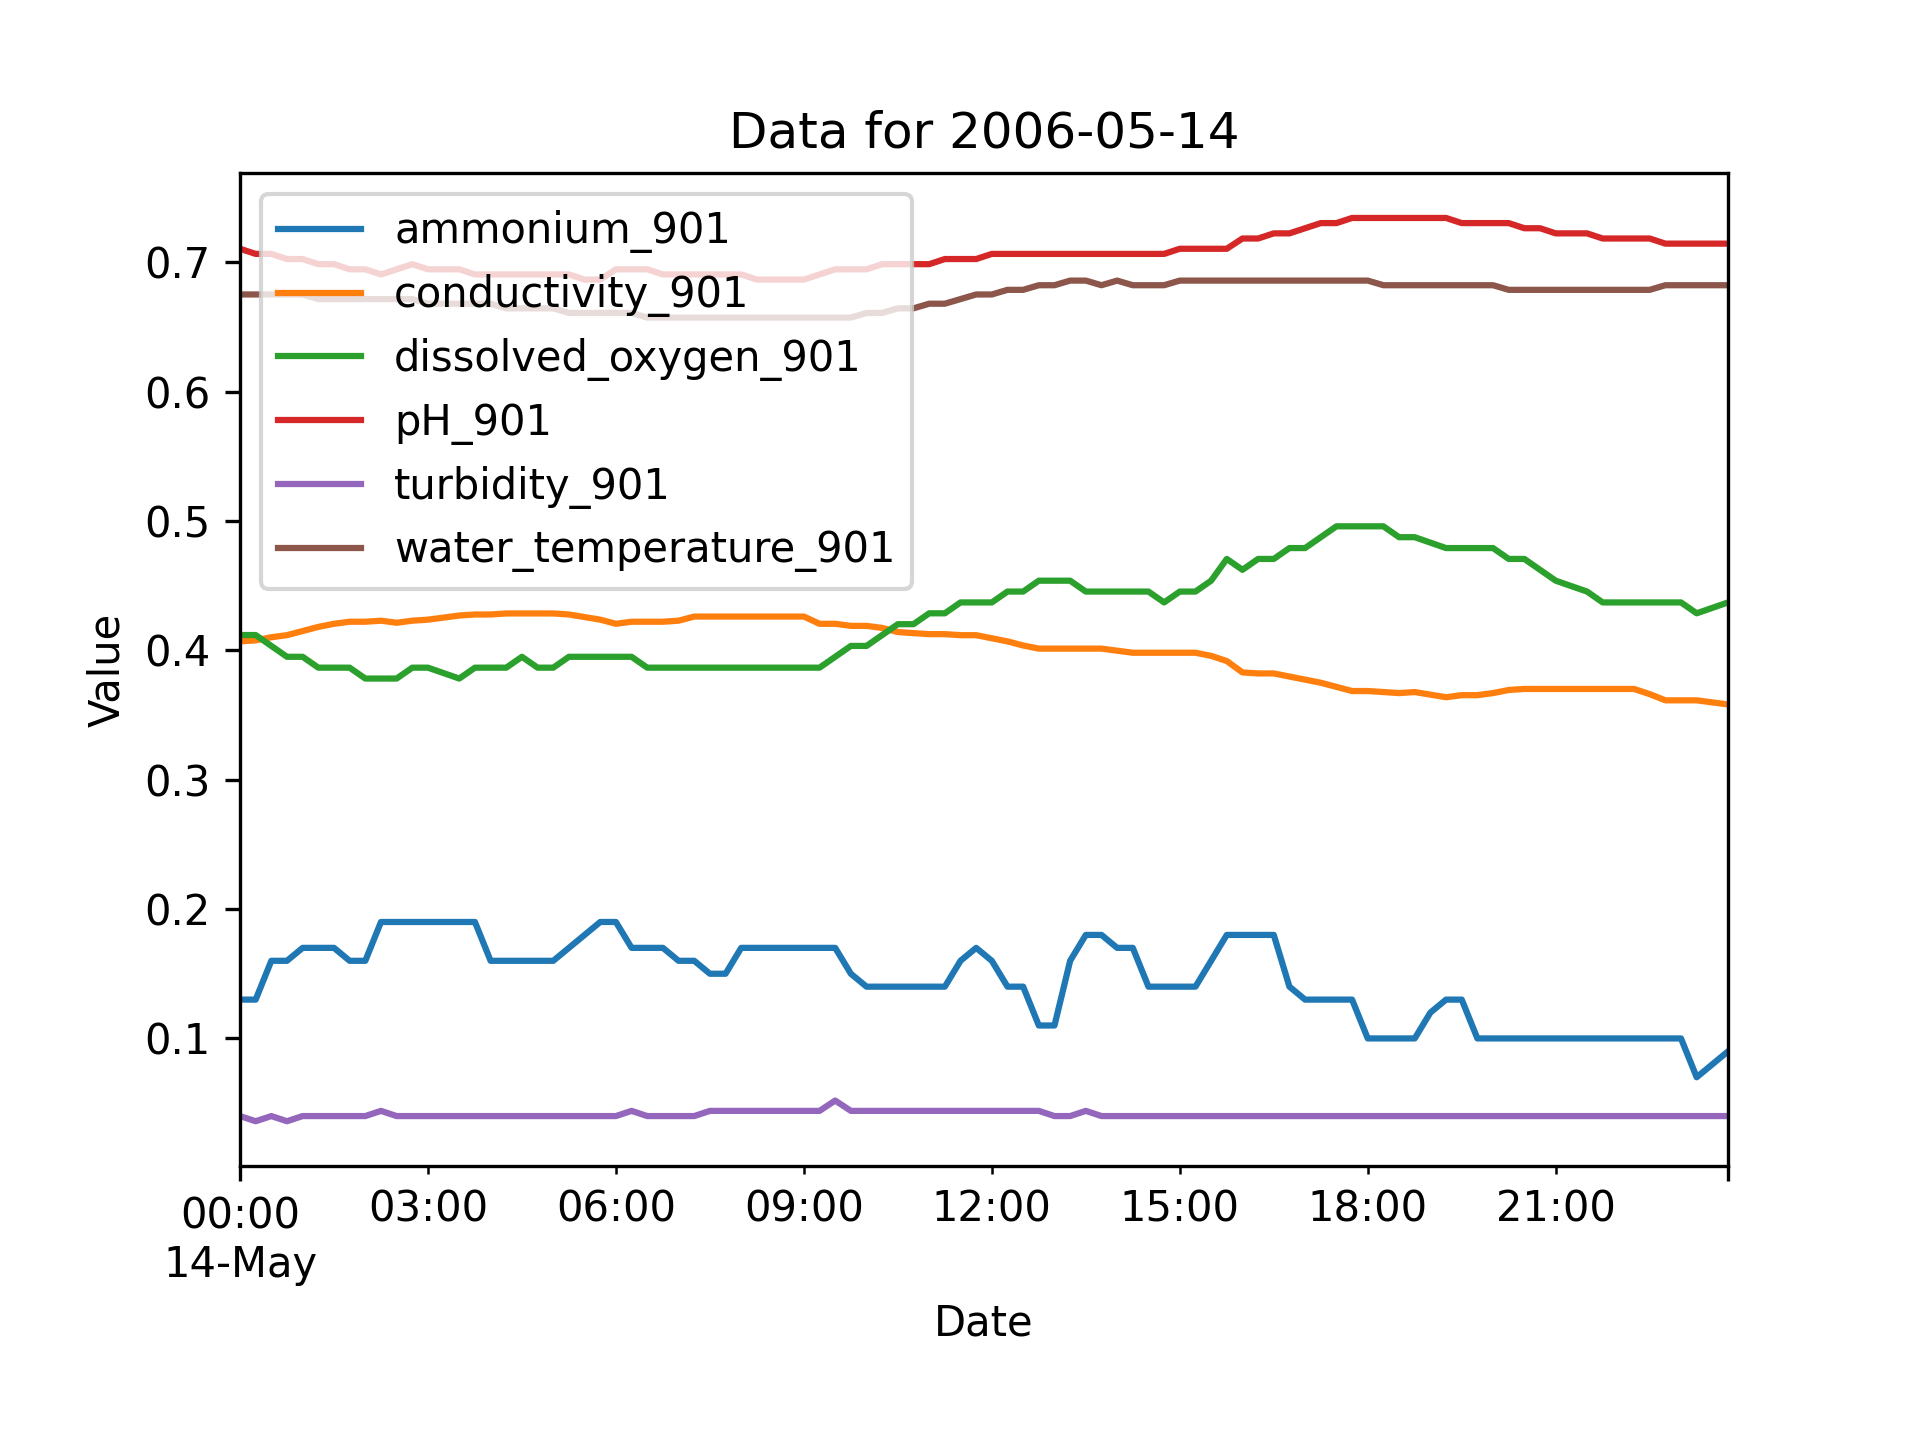 Data for 2006-05-14
ammonium_901
conductivity_901
dissolved_oxygen_901
pH_901
turbidity_901
water_temperature_901
Value
0.7
0.6
0.5
0.4
0.3
0.2
0.1
00:00 03:00 06:00 09:00 12:00 15:00 18:00 21:00
14-May
Date